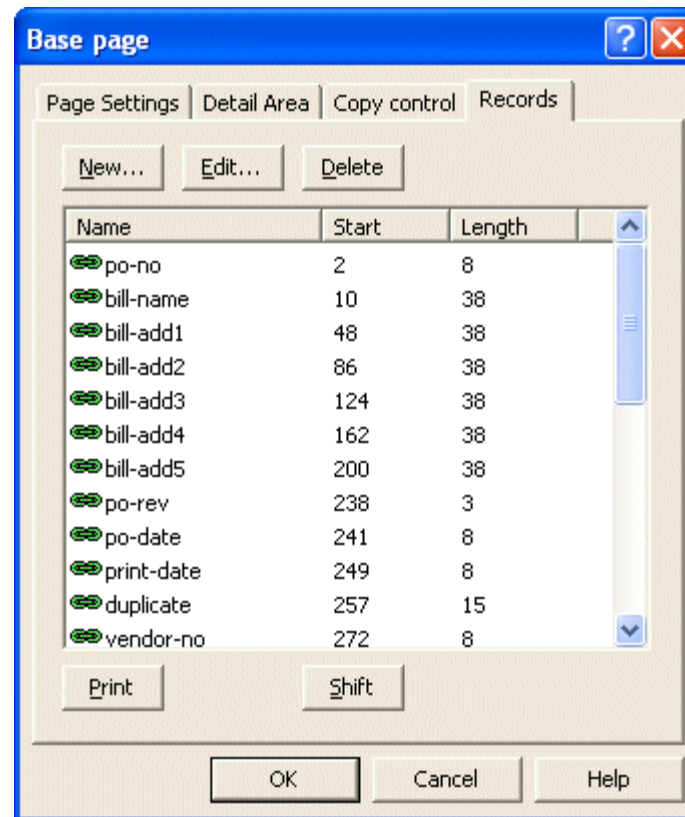 Base page
Page Settings Detail Area Copy control Records
New... Edit... Delete
Name Start Length
po-no 2 8
bill-name 10 38
bill-add1 48 38
bill-add2 86 38
bill-add3 124 38
bill-add4 162 38
bill-add5 200 38
po-rev 238 3
po-date 241 8
print-date 249 8
duplicate 257 15
vendor-no 272 8
Print Shift
OK Cancel Help